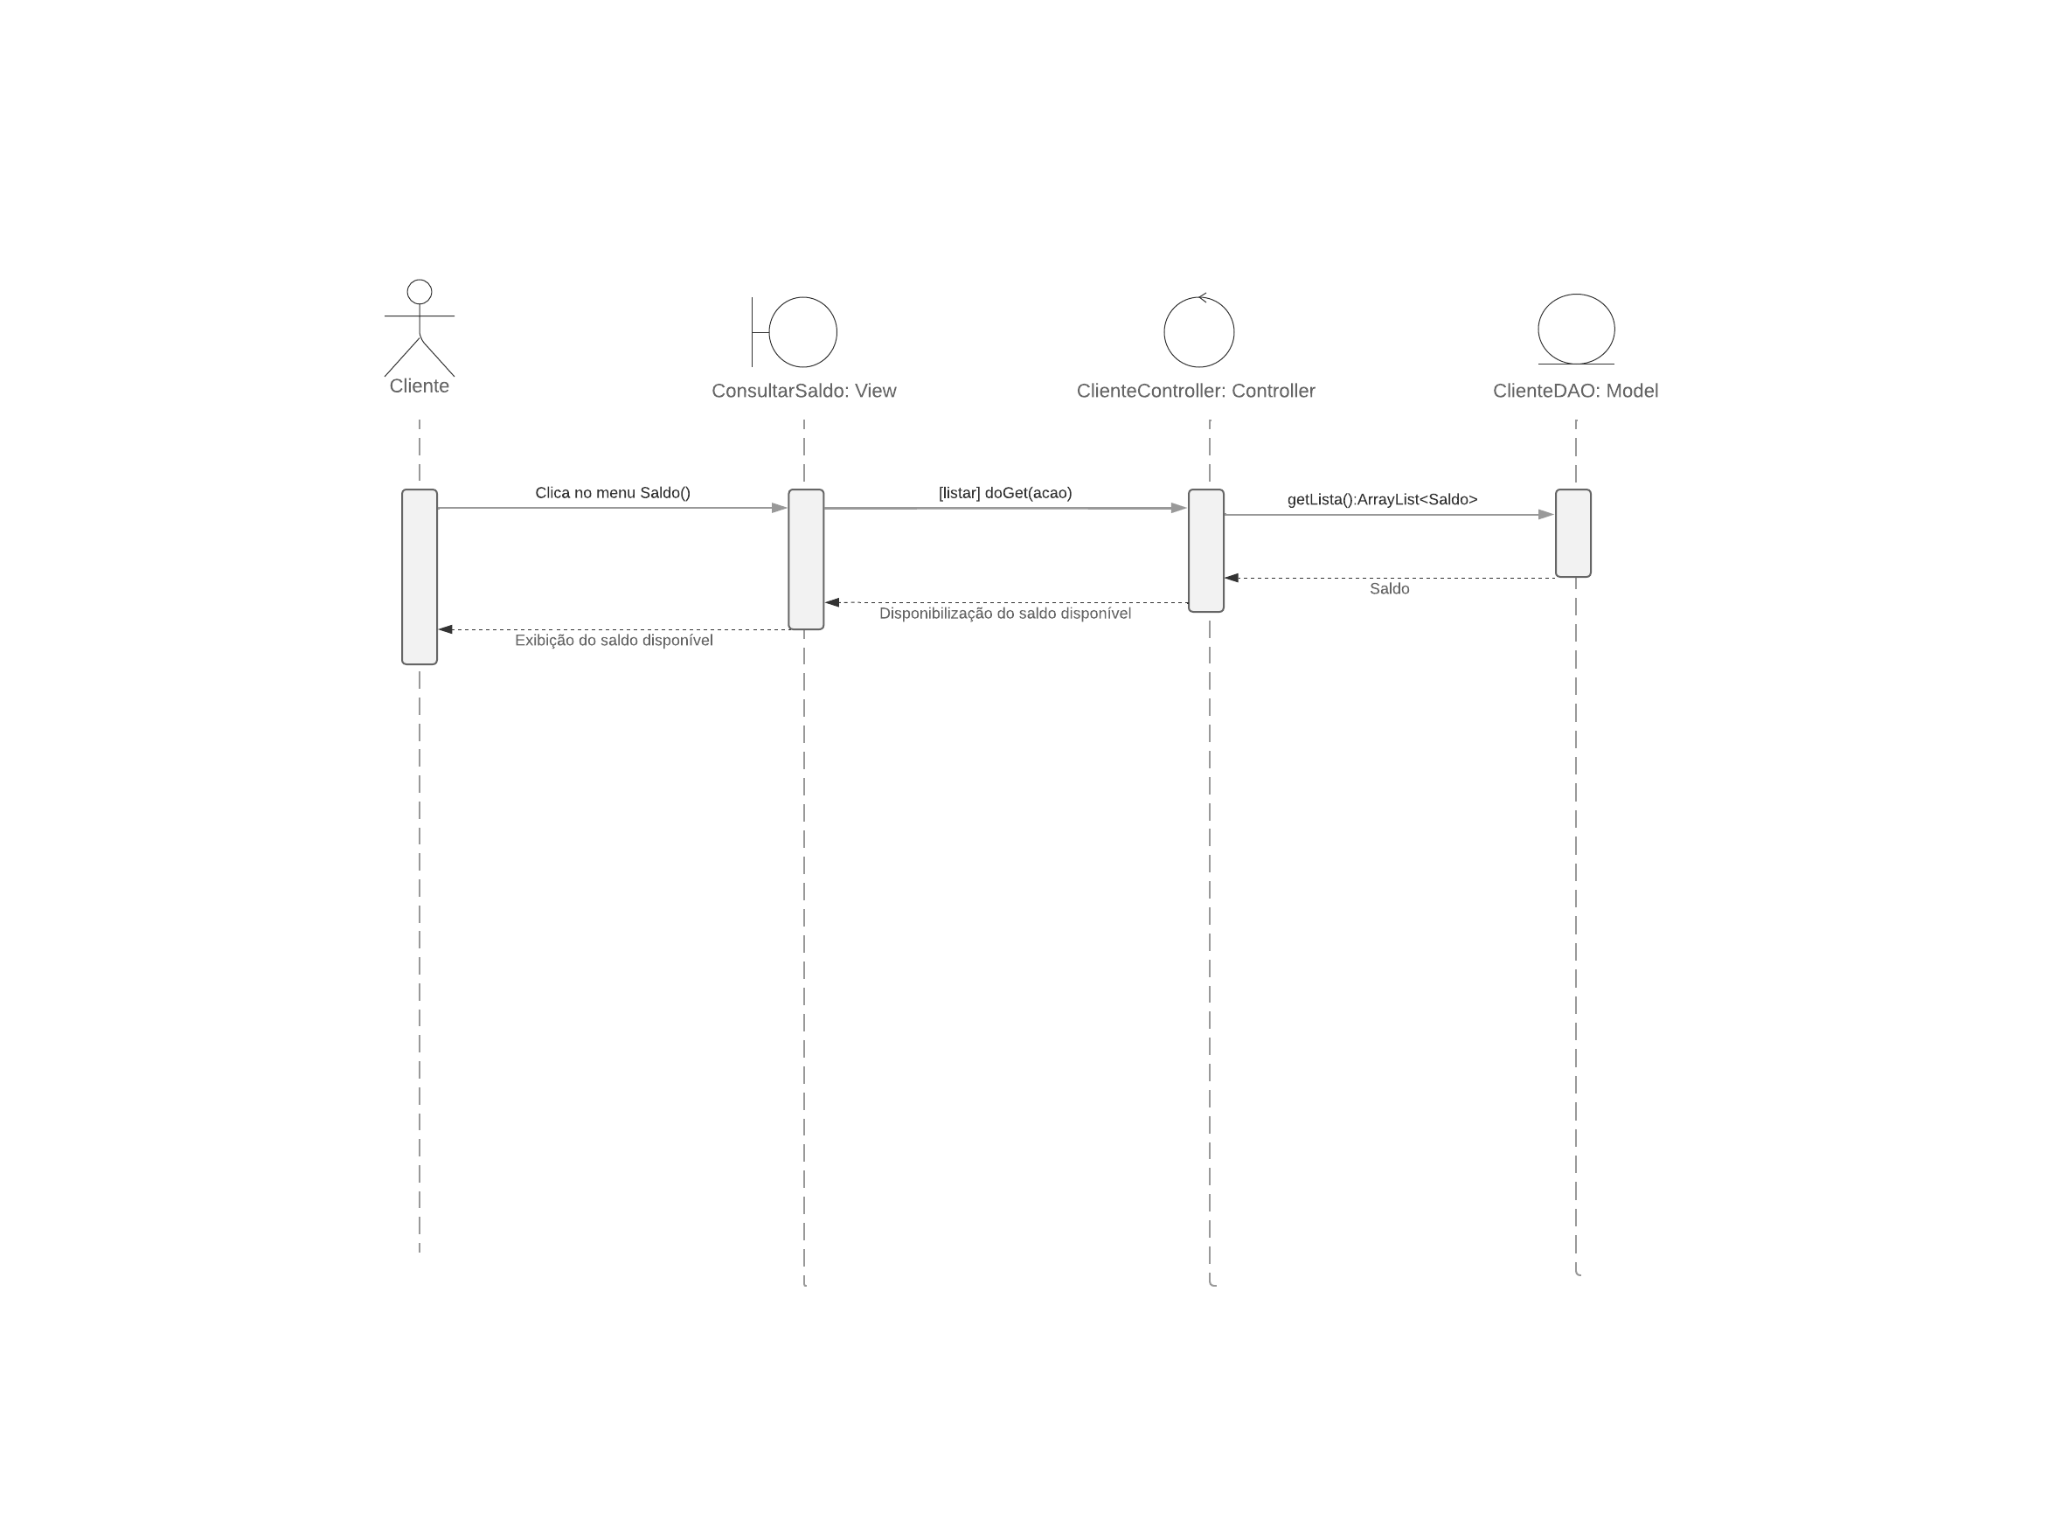 Cliente
ConsultarSaldo: View
ClienteController: Controller
ClienteDAO: Model
Clica no menu Saldo()
[listar] doGet(acao)
getLista():ArrayList<Saldo>
Saldo
Disponibilização do saldo disponível
Exibição do saldo disponível